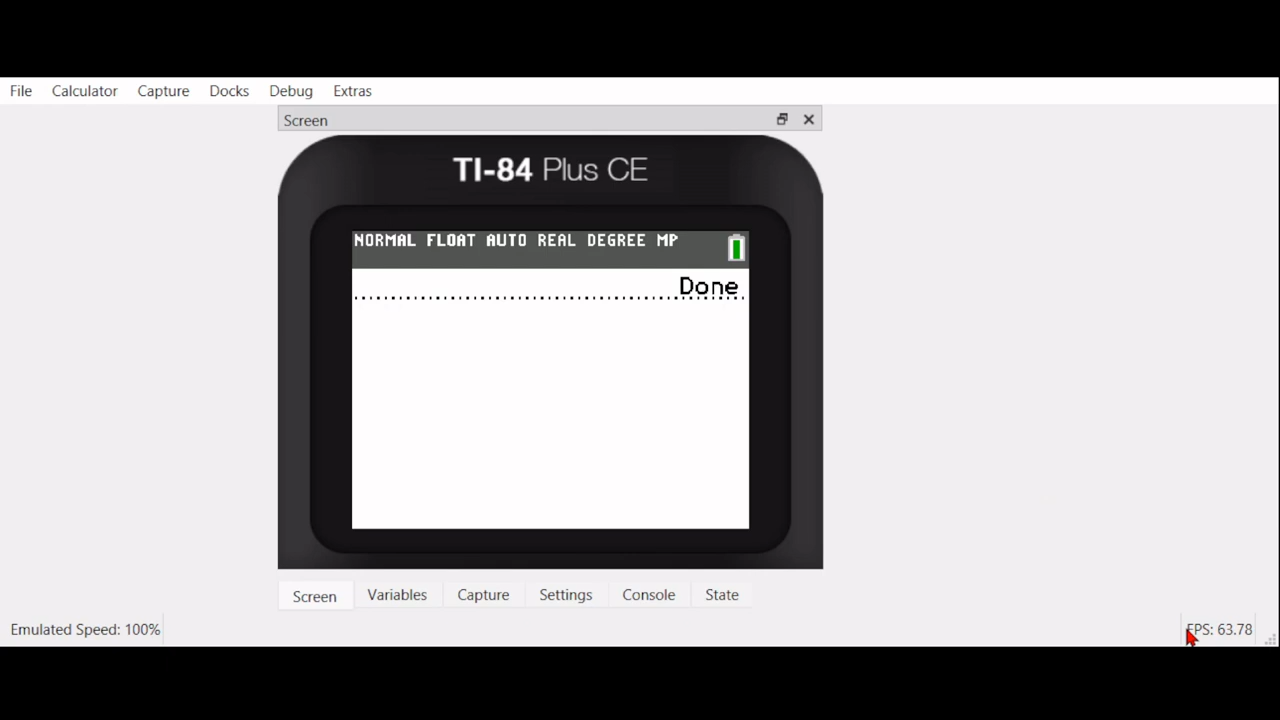 File Calculator Capture Docks Debug Extras
Screen
TI-84 Plus CE
NORMAL FLOAT AUTO REAL DEGREE MP
Done
Screen Variables Capture Settings Console State
Emulated Speed: 100% FPS: 63.78